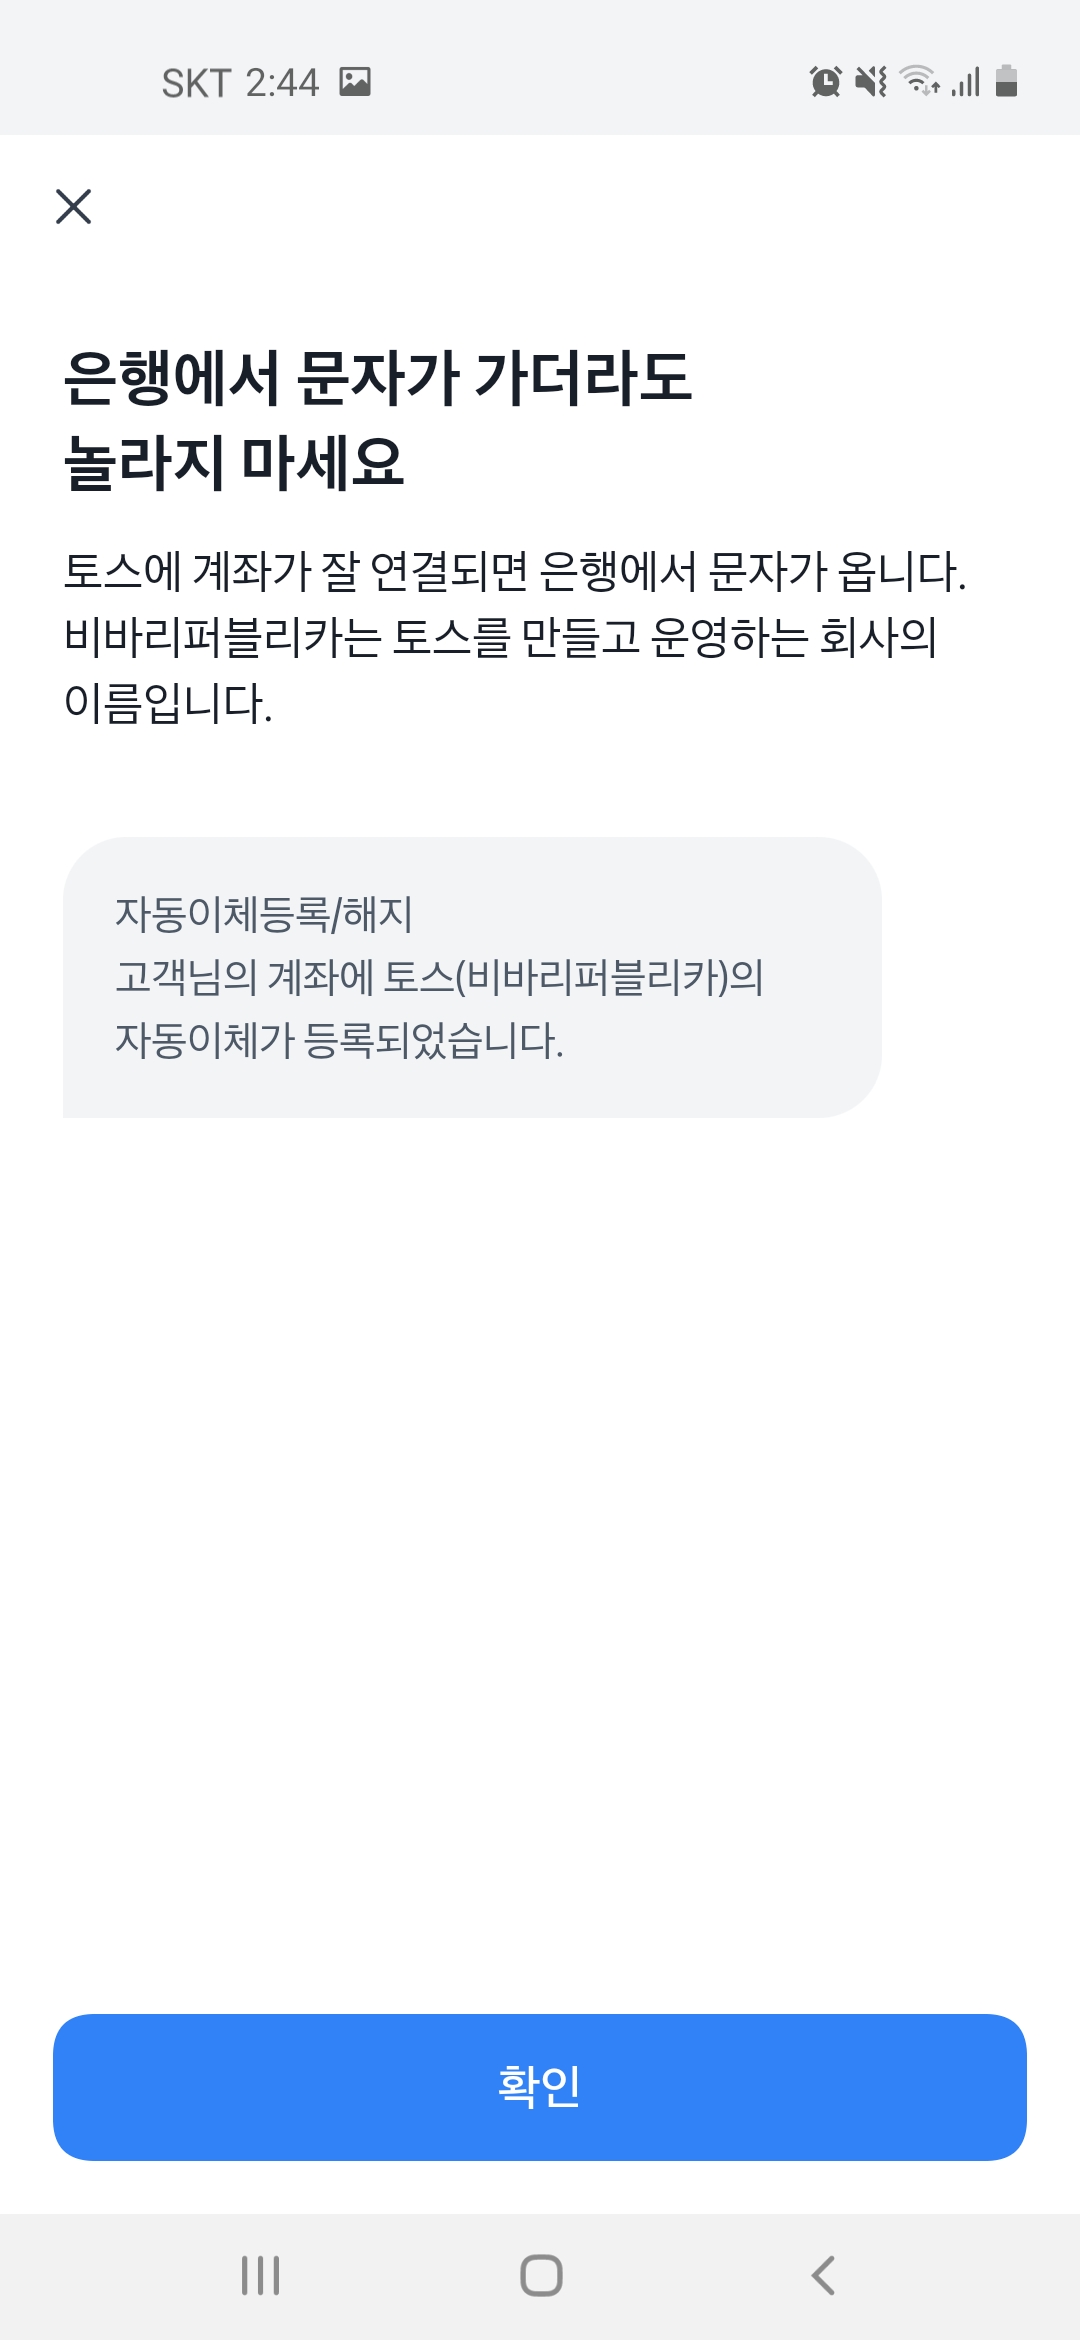 SKT 2:44
은행에서 문자가 가더라도
놀라지 마세요
토스에 계좌가 잘 연결되면 은행에서 문자가 옵니다.
비바리퍼블리카는 토스를 만들고 운영하는 회사의
이름입니다.
자동이체등록/해지
고객님의 계좌에 토스(비바리퍼블리카)의
자동이체가 등록되었습니다.
확인